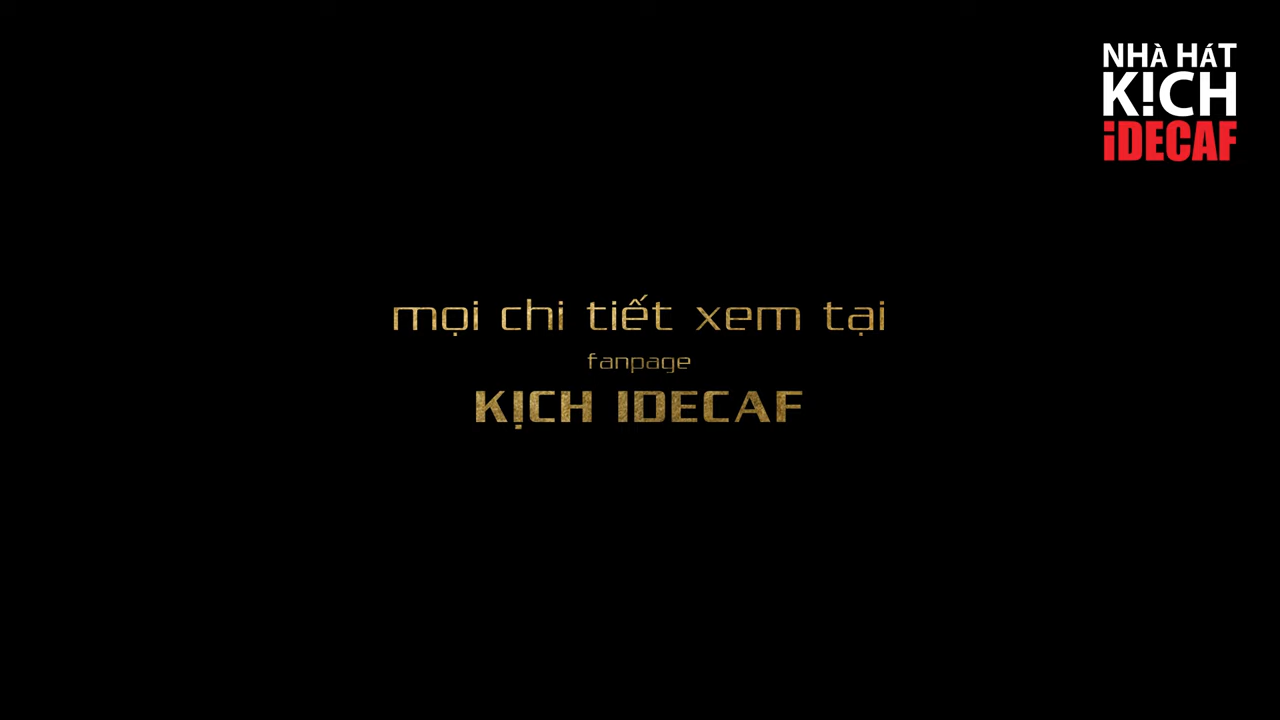 NHÀ HÁT
KỊCH
iDECAF
mọi chi tiết xem tại
fanpage
KỊCH IDECAF